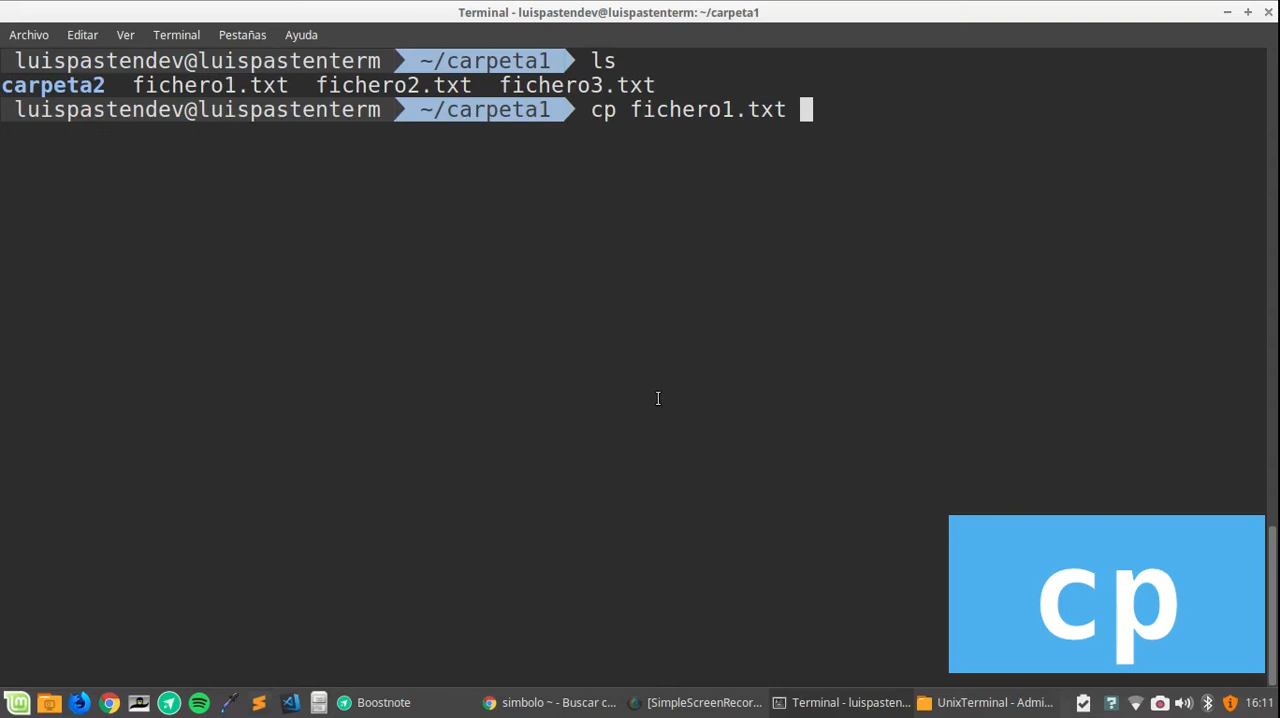 Terminal - luispastendev@luispastenterm: ~/carpeta1
Archivo Editar Ver Terminal Pestañas Ayuda
luispastendev@luispastenterm ~/carpeta1 ls
carpeta2 fichero1.txt fichero2.txt fichero3.txt
luispastendev@luispastenterm ~/carpeta1 cp fichero1.txt
cp
Boostnote simbolo ~ - Buscar c... [SimpleScreenRecor... Terminal - luispastend... UnixTerminal - Admi... 16:11